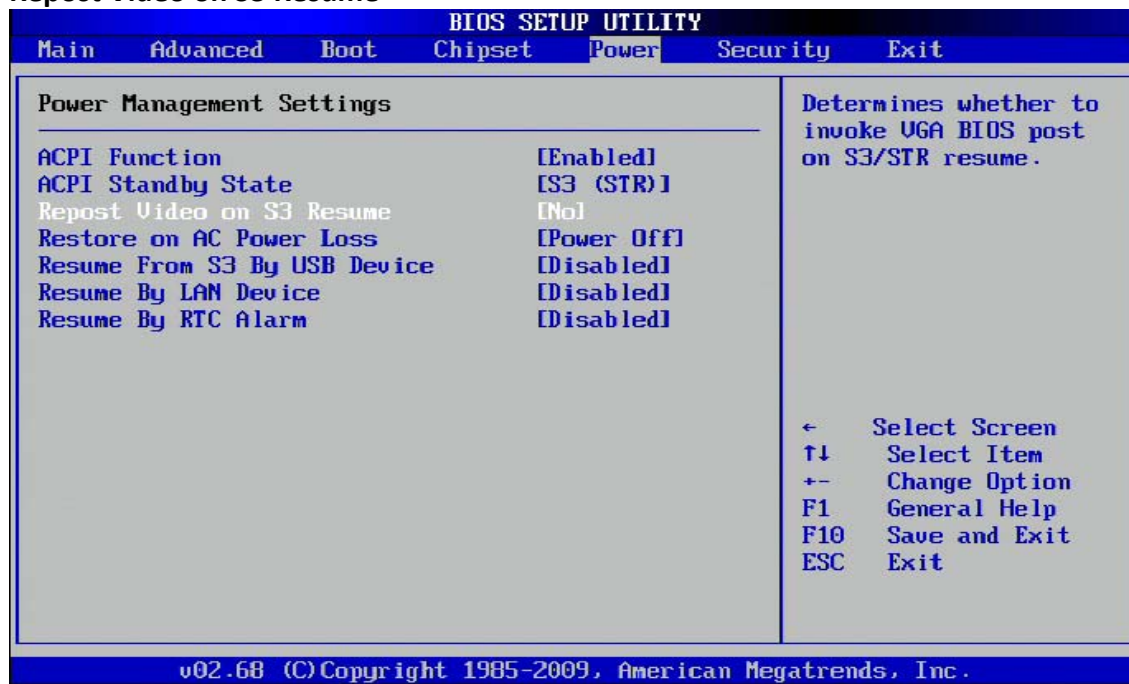 Repost Video on S3 Resume
BIOS SETUP UTILITY
Main Advanced Boot Chipset Power Security Exit
Power Management Settings
ACPI Function [Enabled]
ACPI Standby State [S3 (STR)]
Repost Video on S3 Resume [No]
Restore on AC Power Loss [Power Off]
Resume From S3 By USB Device [Disabled]
Resume By LAN Device [Disabled]
Resume By RTC Alarm [Disabled]
Determines whether to
invoke VGA BIOS post
on S3/STR resume.
← Select Screen
↑↓ Select Item
+- Change Option
F1 General Help
F10 Save and Exit
ESC Exit
v02.68 (C)Copyright 1985-2009, American Megatrends, Inc.